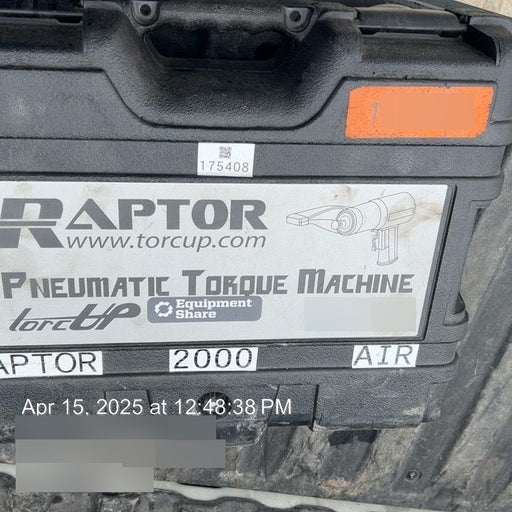 175408
RAPTOR
www.torcup.com
PNEUMATIC TORQUE MACHINE
torcUP
Equipment
Share
APTOR 2000 AIR
Apr 15, 2025 at 12:48:38 PM